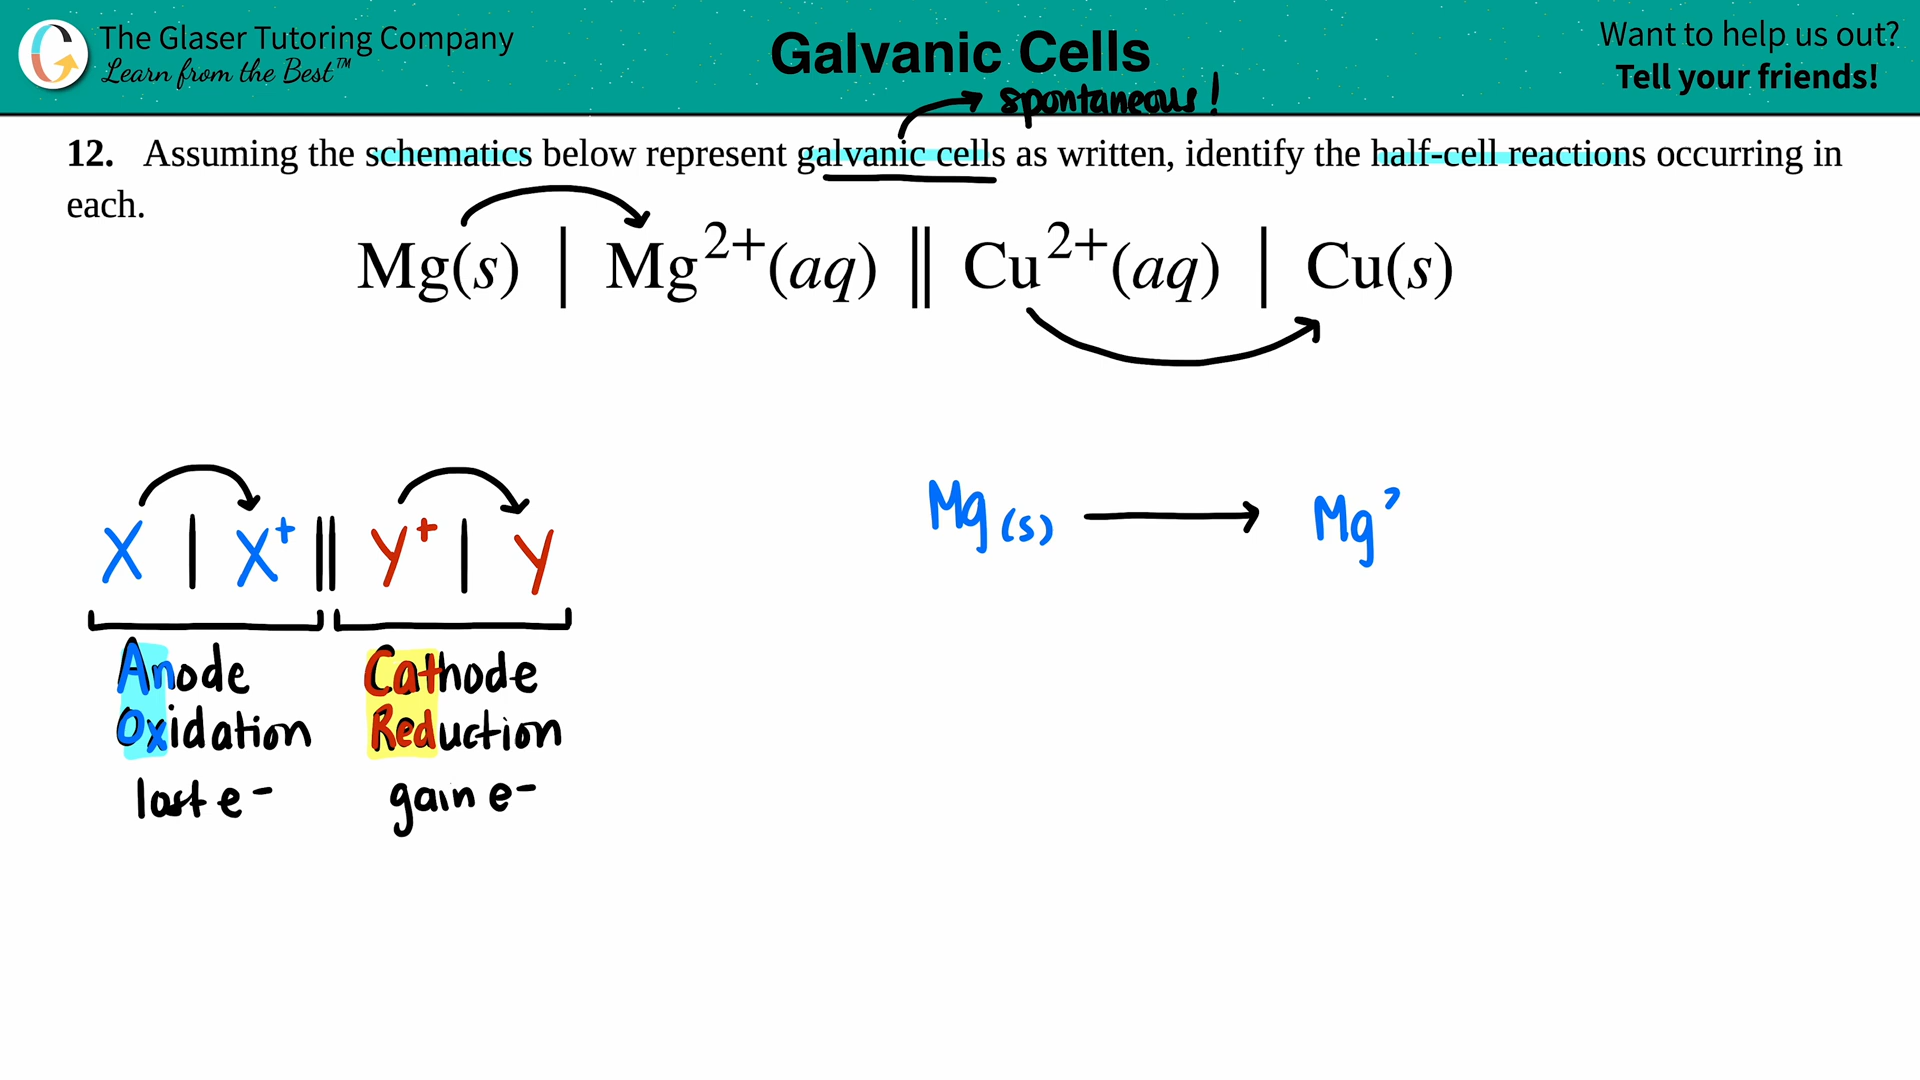 The Glaser Tutoring Company
Learn from the Best™
Galvanic Cells
Want to help us out?
Tell your friends!
spontaneous!
12. Assuming the schematics below represent galvanic cells as written, identify the half-cell reactions occurring in
each.
Mg(s) | Mg²⁺(aq) || Cu²⁺(aq) | Cu(s)
X | X⁺ || Y⁺ | Y
Mg(s) → Mg²
Anode Cathode
Oxidation Reduction
lost e⁻ gain e⁻